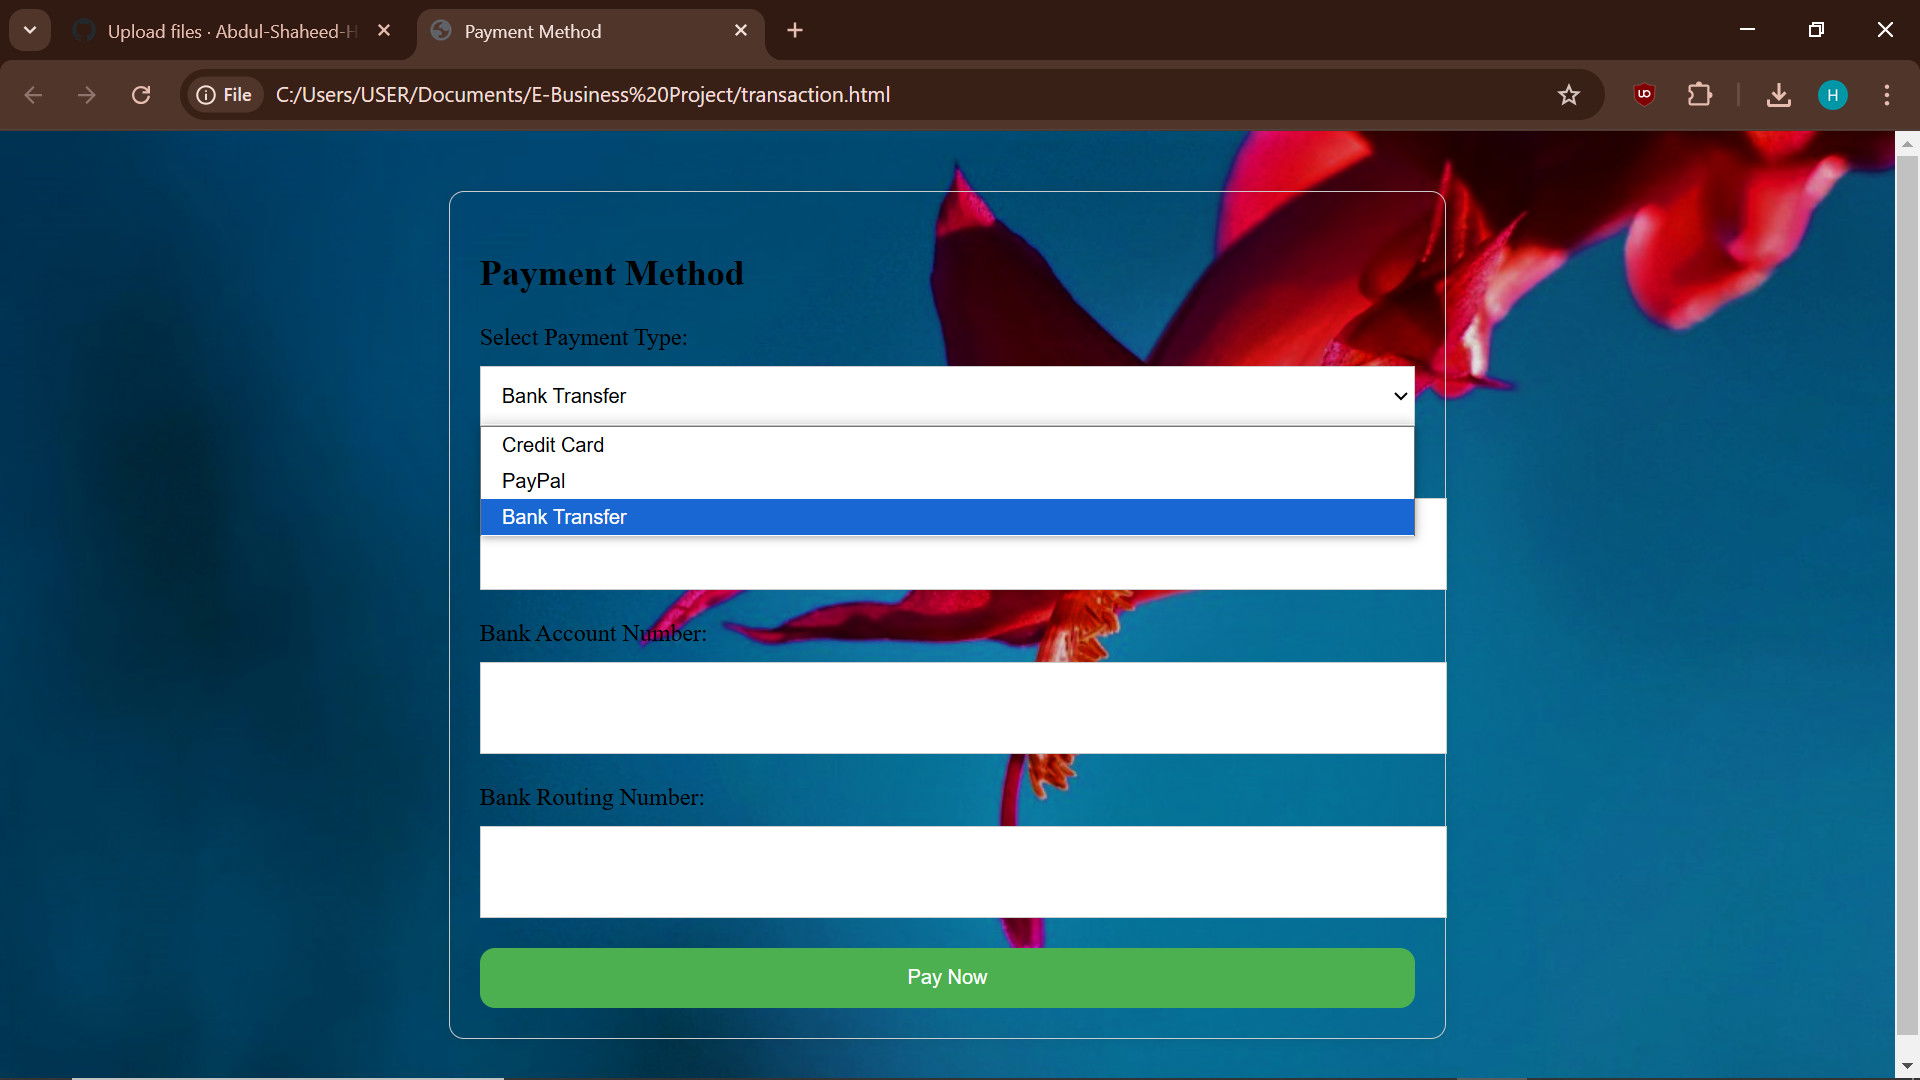 Upload files · Abdul-Shaheed-H
Payment Method
File
C:/Users/USER/Documents/E-Business%20Project/transaction.html
H
Payment Method
Select Payment Type:
Bank Transfer
Credit Card
PayPal
Bank Transfer
Bank Account Number:
Bank Routing Number:
Pay Now